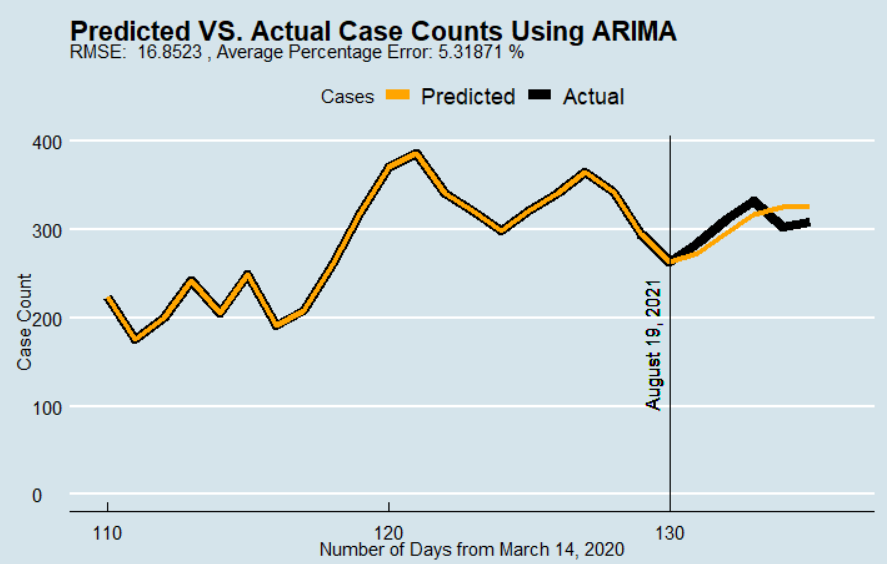 Predicted VS. Actual Case Counts Using ARIMA
RMSE:  16.8523 , Average Percentage Error: 5.31871 %
Cases Predicted Actual
400
300
200
100
0
Case Count
August 19, 2021
110 120 130
Number of Days from March 14, 2020